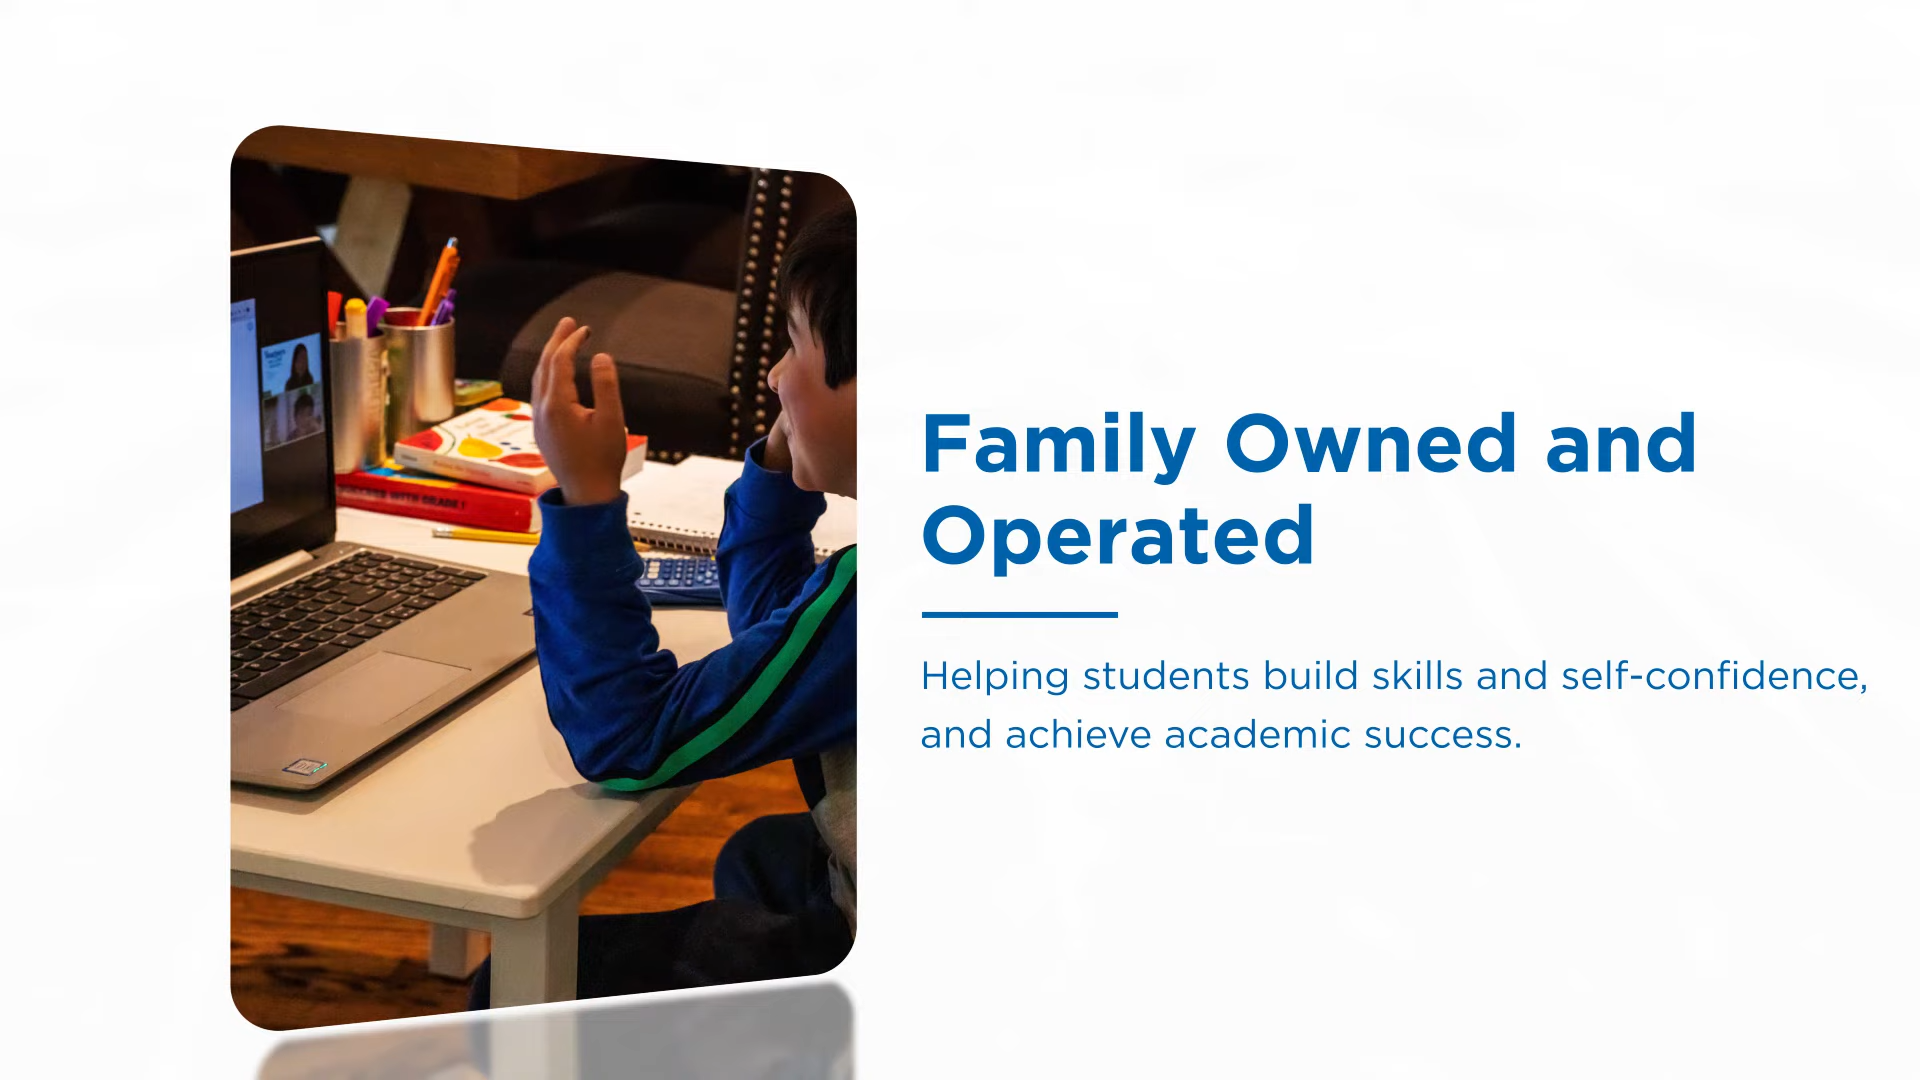 Family Owned and
Operated
Helping students build skills and self-confidence,
and achieve academic success.